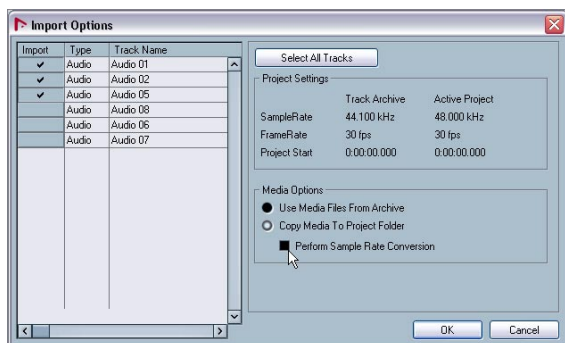 Import Options
Import Type Track Name
Audio Audio 01
Audio Audio 02
Audio Audio 05
Audio Audio 08
Audio Audio 06
Audio Audio 07
Select All Tracks
Project Settings
Track Archive Active Project
SampleRate 44.100 kHz 48.000 kHz
FrameRate 30 fps 30 fps
Project Start 0:00:00.000 0:00:00.000
Media Options
Use Media Files From Archive
Copy Media To Project Folder
Perform Sample Rate Conversion
OK Cancel